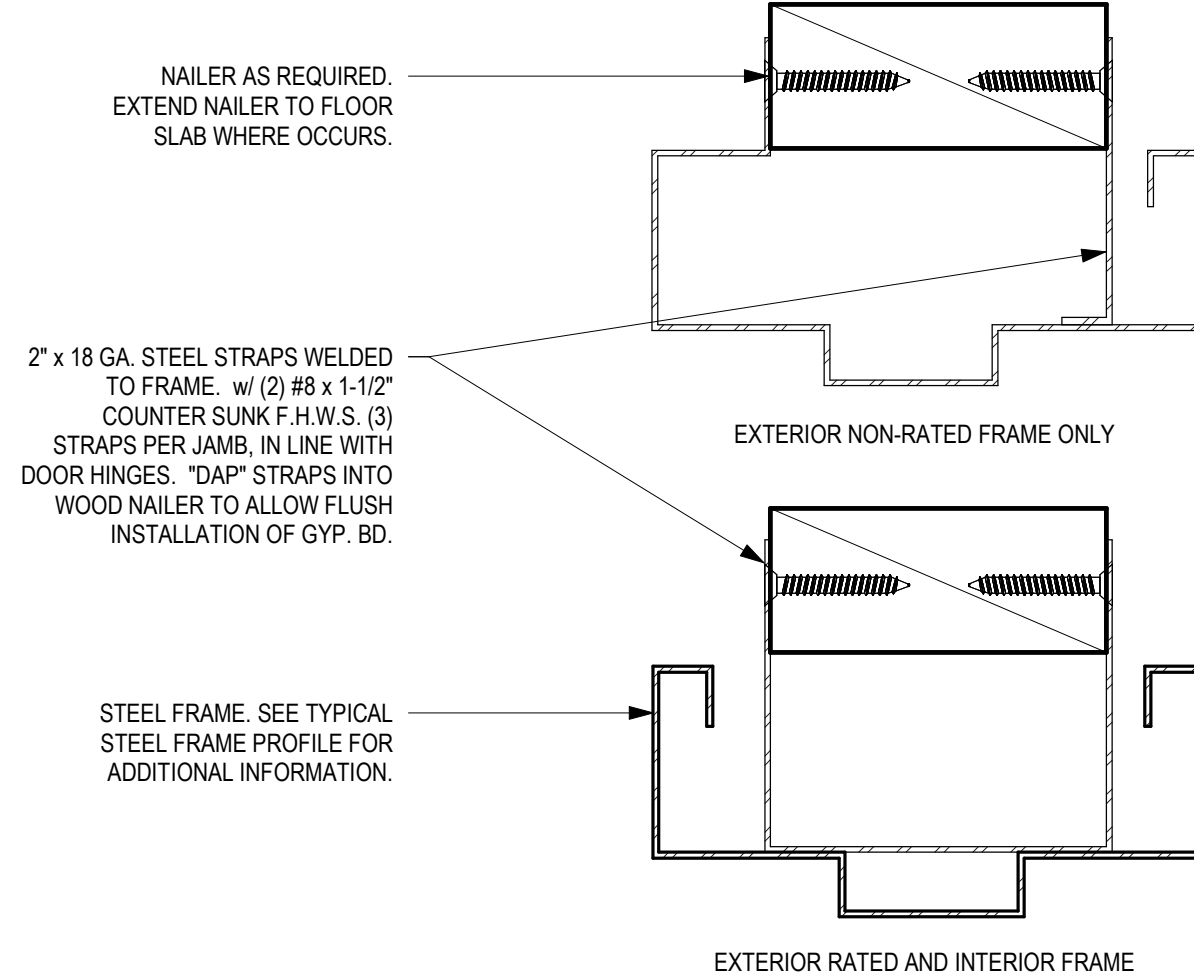 NAILER AS REQUIRED.
EXTEND NAILER TO FLOOR
SLAB WHERE OCCURS.
2" x 18 GA. STEEL STRAPS WELDED
TO FRAME. w/ (2) #8 x 1-1/2"
COUNTER SUNK F.H.W.S. (3)
STRAPS PER JAMB, IN LINE WITH
DOOR HINGES. "DAP" STRAPS INTO
WOOD NAILER TO ALLOW FLUSH
INSTALLATION OF GYP. BD.
EXTERIOR NON-RATED FRAME ONLY
STEEL FRAME. SEE TYPICAL
STEEL FRAME PROFILE FOR
ADDITIONAL INFORMATION.
EXTERIOR RATED AND INTERIOR FRAME